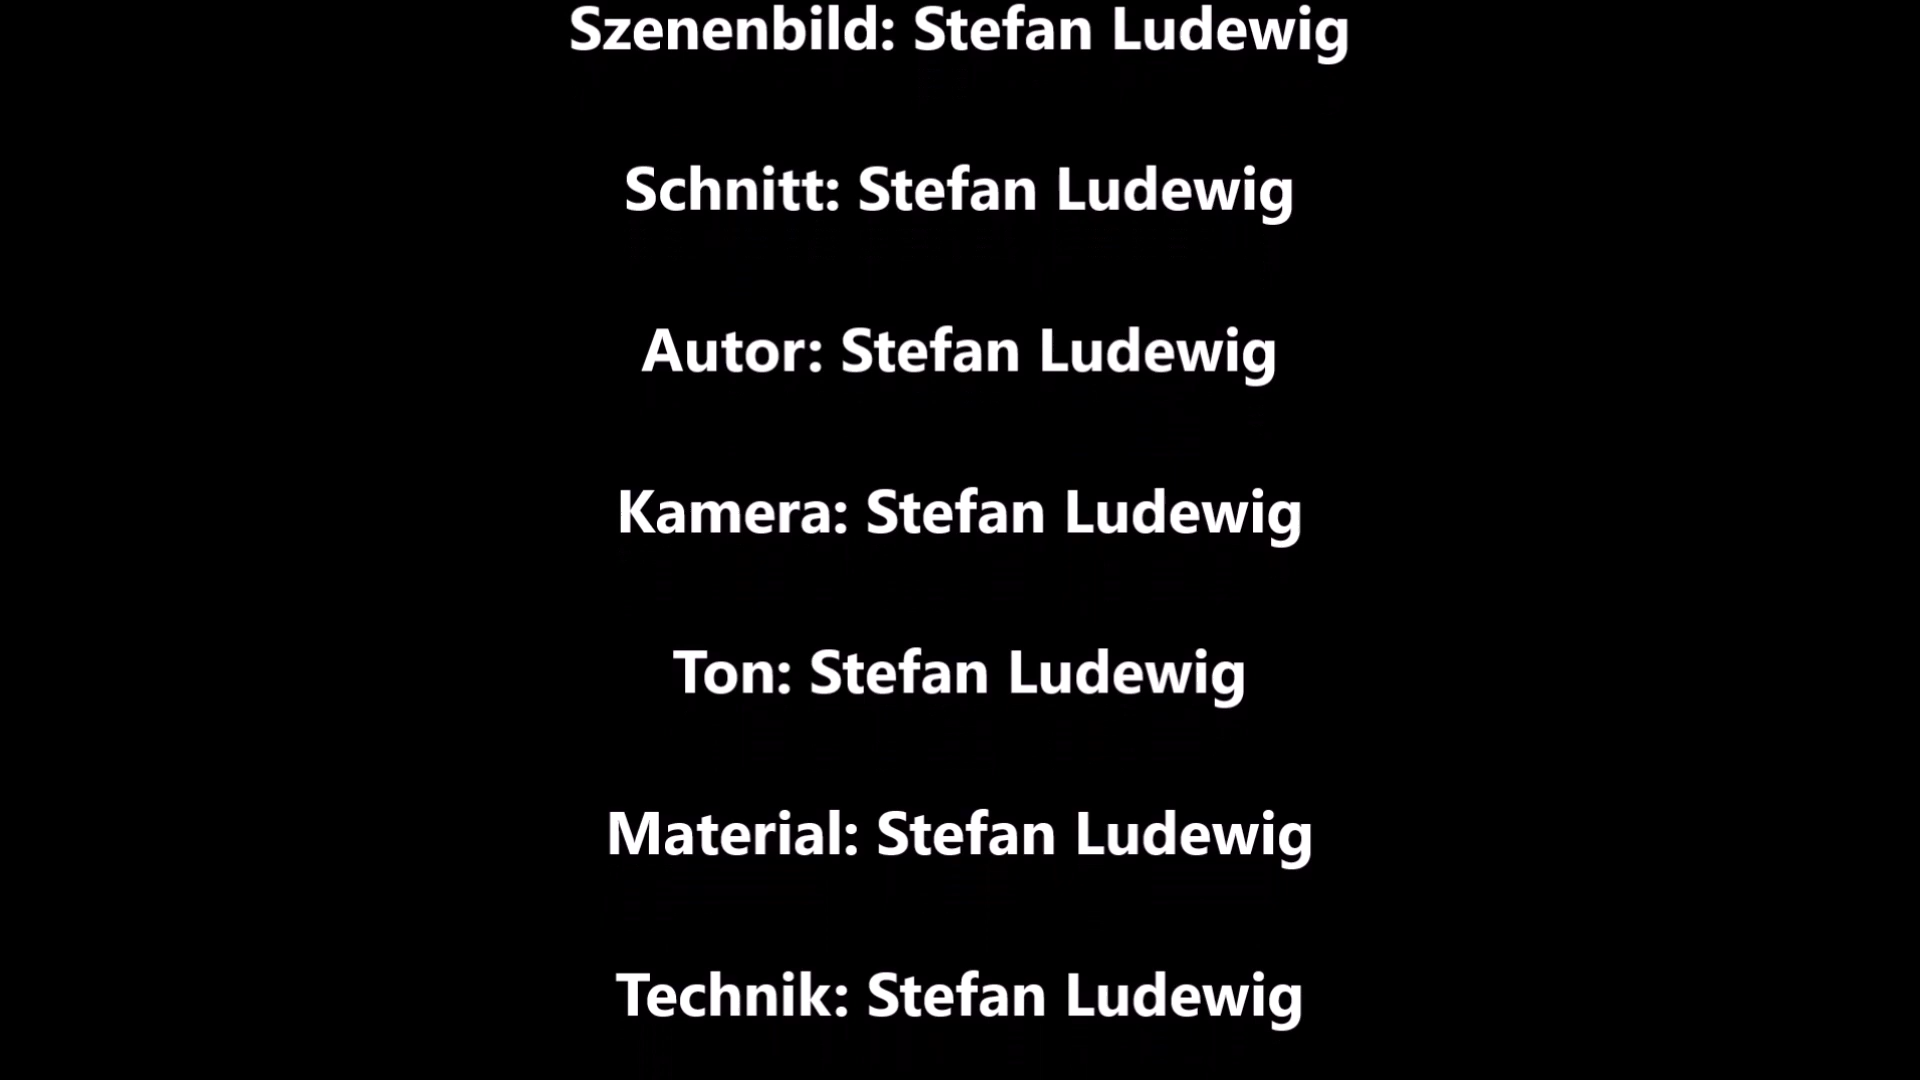 Szenenbild: Stefan Ludewig
Schnitt: Stefan Ludewig
Autor: Stefan Ludewig
Kamera: Stefan Ludewig
Ton: Stefan Ludewig
Material: Stefan Ludewig
Technik: Stefan Ludewig